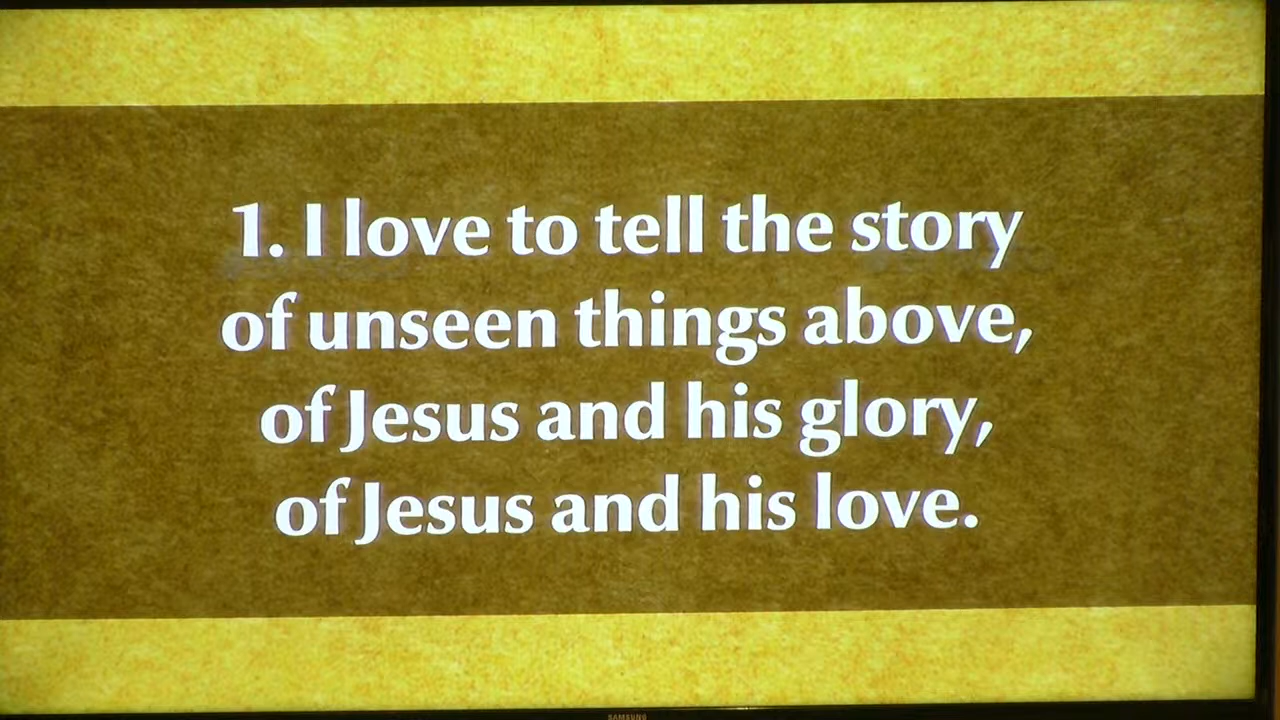 1. I love to tell the story
of unseen things above,
of Jesus and his glory,
of Jesus and his love.
SAMSUNG